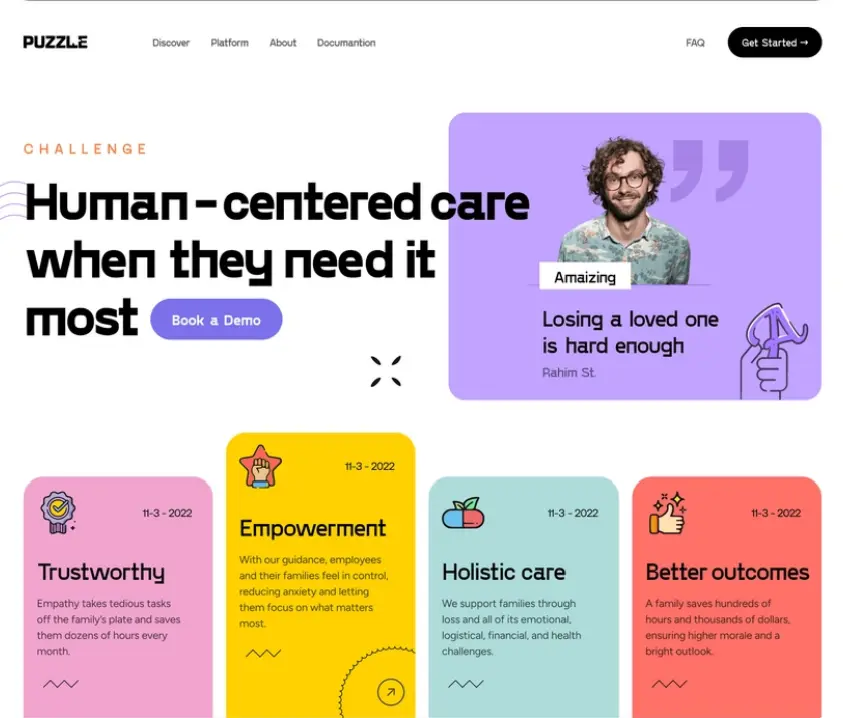 PUZZLE
Discover Platform About Documantion FAQ Get Started →
CHALLENGE
Human-centered care
when they need it
most
Book a Demo
Amaizing
Losing a loved one
is hard enough
Rahim St.
11-3 - 2022
Trustworthy
Empathy takes tedious tasks
off the family's plate and saves
them dozens of hours every
month.
11-3 - 2022
Empowerment
With our guidance, employees
and their families feel in control,
reducing anxiety and letting
them focus on what matters
most.
11-3 - 2022
Holistic care
We support families through
loss and all of its emotional,
logistical, financial, and health
challenges.
11-3 - 2022
Better outcomes
A family saves hundreds of
hours and thousands of dollars,
ensuring higher morale and a
bright outlook.